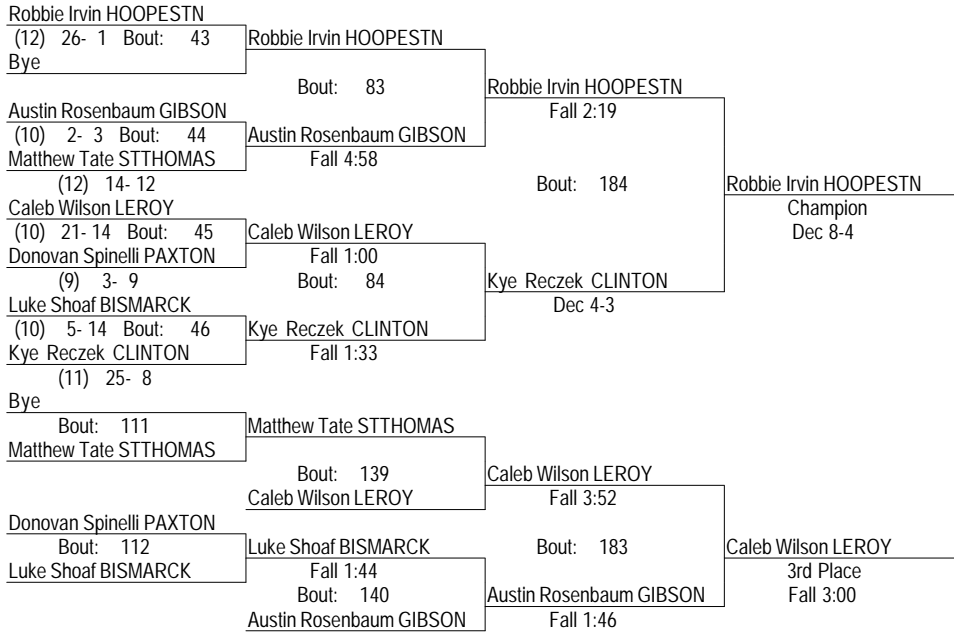 Robbie Irvin HOOPESTN
(12) 26- 1 Bout: 43
Robbie Irvin HOOPESTN
Bye
Bout: 83
Robbie Irvin HOOPESTN
Austin Rosenbaum GIBSON
Fall 2:19
(10) 2- 3 Bout: 44
Austin Rosenbaum GIBSON
Matthew Tate STTHOMAS
Fall 4:58
(12) 14- 12
Bout: 184
Robbie Irvin HOOPESTN
Caleb Wilson LEROY
Champion
(10) 21- 14 Bout: 45
Caleb Wilson LEROY
Dec 8-4
Donovan Spinelli PAXTON
Fall 1:00
(9) 3- 9
Bout: 84
Kye Reczek CLINTON
Luke Shoaf BISMARCK
Dec 4-3
(10) 5- 14 Bout: 46
Kye Reczek CLINTON
Kye Reczek CLINTON
Fall 1:33
(11) 25- 8
Bye
Bout: 111
Matthew Tate STTHOMAS
Matthew Tate STTHOMAS
Bout: 139
Caleb Wilson LEROY
Caleb Wilson LEROY
Fall 3:52
Donovan Spinelli PAXTON
Bout: 112
Luke Shoaf BISMARCK
Bout: 183
Caleb Wilson LEROY
Luke Shoaf BISMARCK
Fall 1:44
3rd Place
Bout: 140
Austin Rosenbaum GIBSON
Fall 3:00
Austin Rosenbaum GIBSON
Fall 1:46